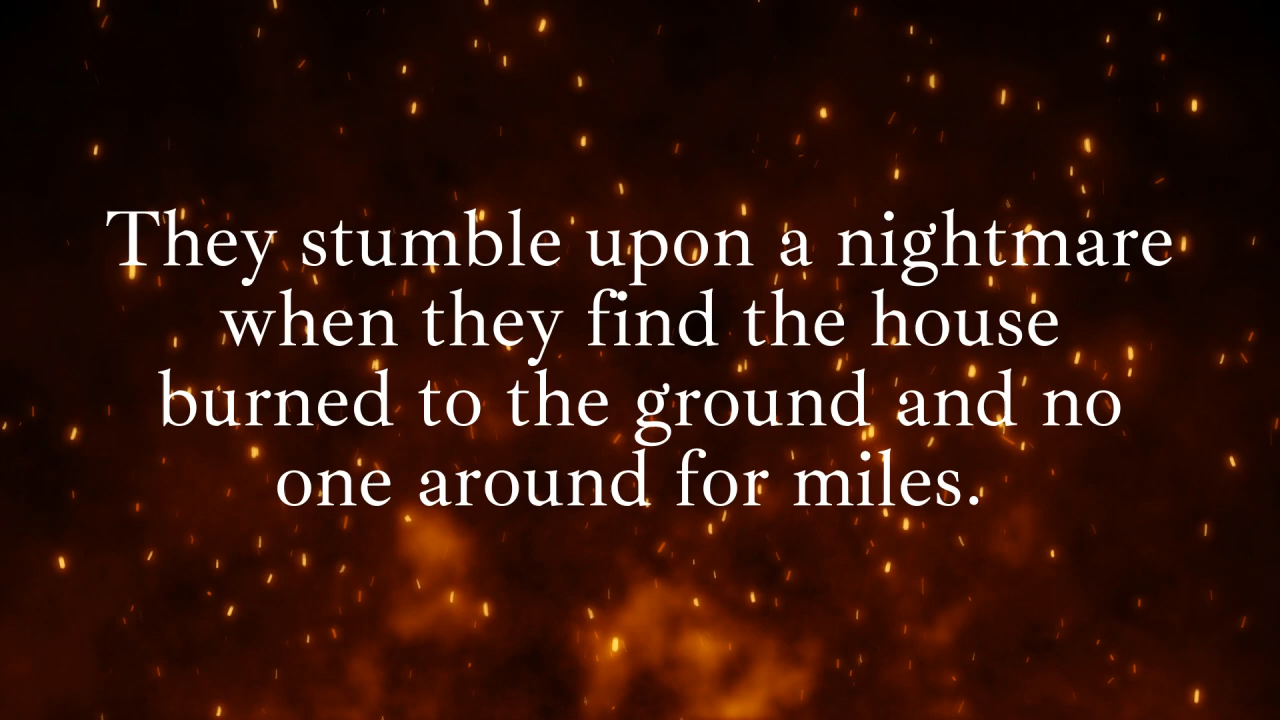 They stumble upon a nightmare
when they find the house
burned to the ground and no
one around for miles.